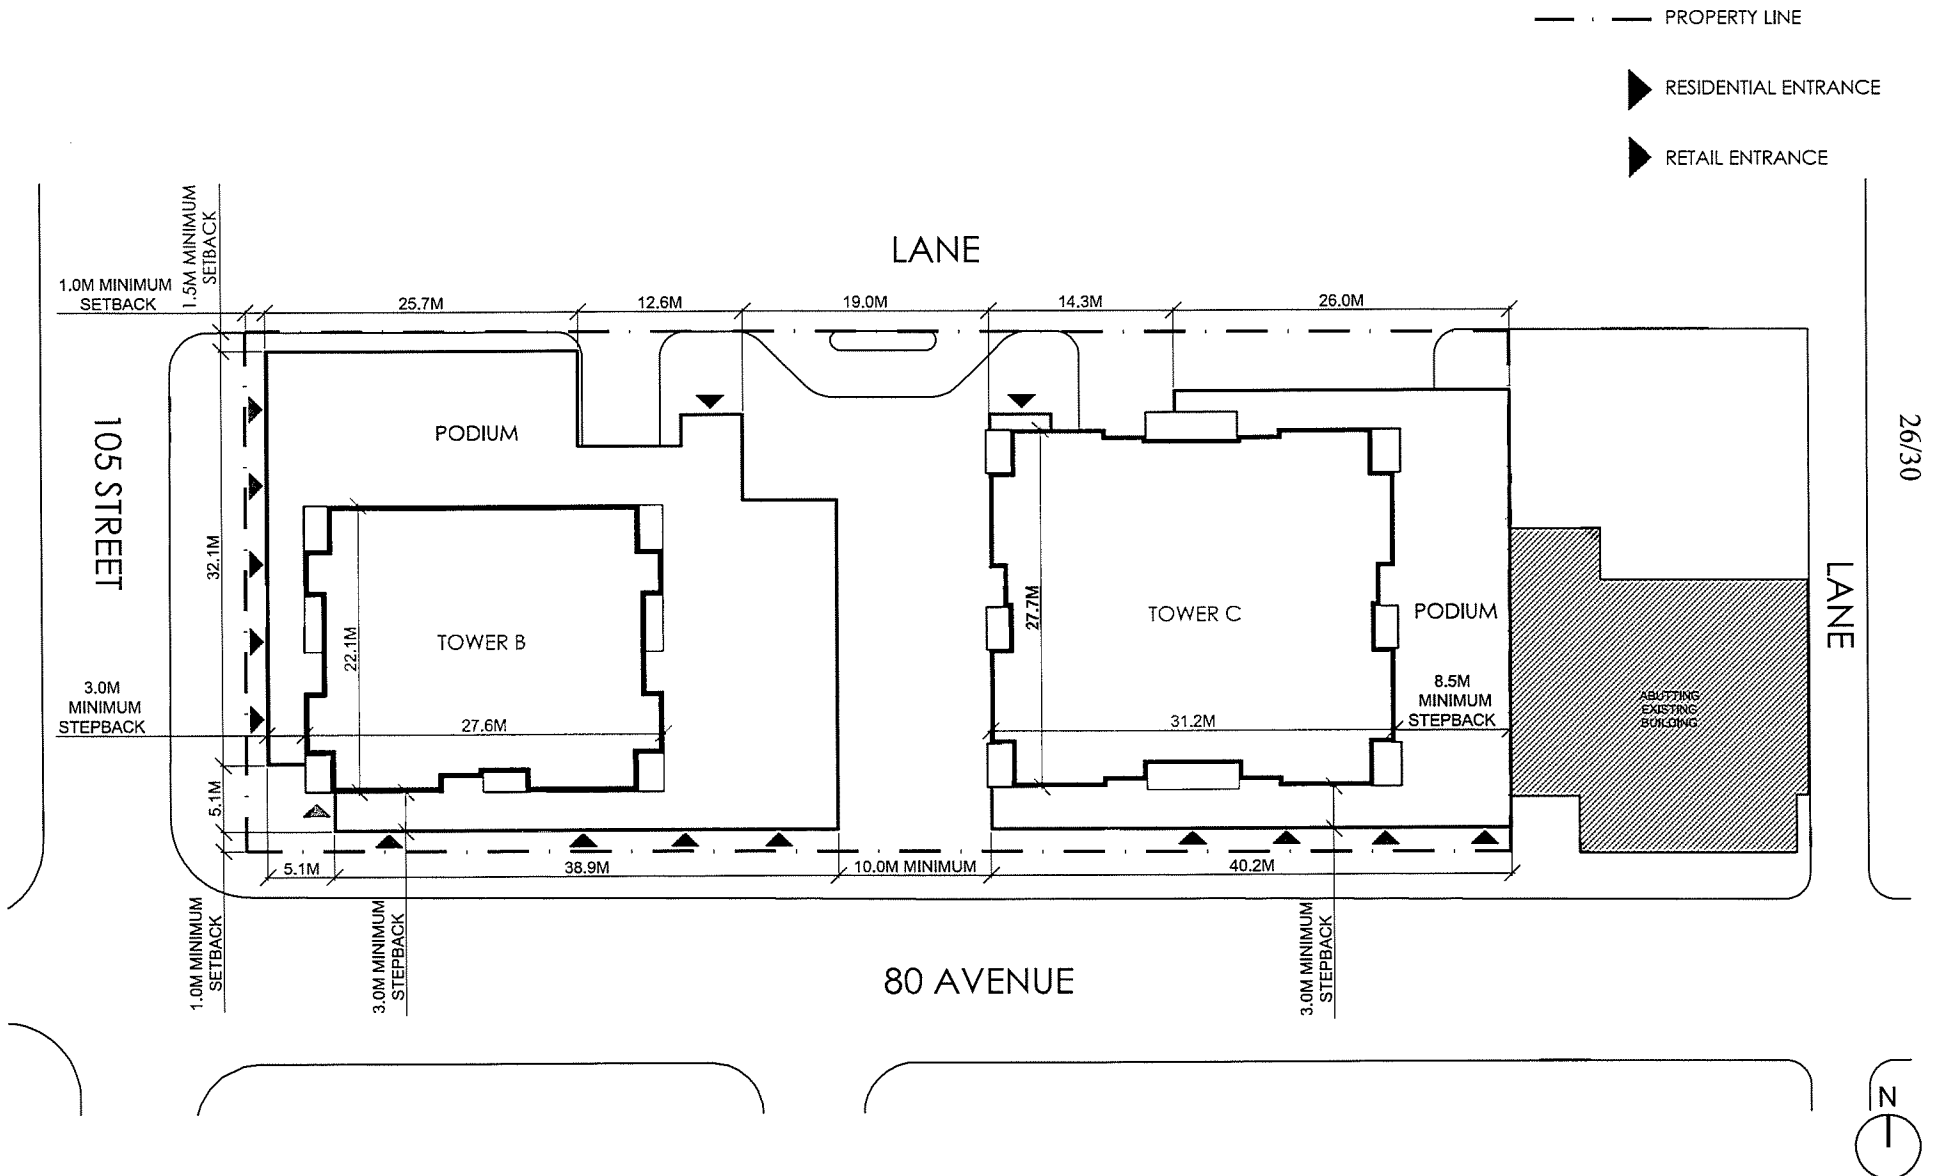 PROPERTY LINE
RESIDENTIAL ENTRANCE
RETAIL ENTRANCE
LANE
1.5M MINIMUM
SETBACK
1.0M MINIMUM
SETBACK
25.7M
12.6M
19.0M
14.3M
26.0M
105 STREET
PODIUM
32.1M
22.1M
TOWER B
27.6M
3.0M
MINIMUM
STEPBACK
27.7M
TOWER C
PODIUM
31.2M
8.5M
MINIMUM
STEPBACK
ABUTTING
EXISTING
BUILDING
LANE
26/30
5.1M
5.1M
38.9M
10.0M MINIMUM
40.2M
1.0M MINIMUM
SETBACK
3.0M MINIMUM
STEPBACK
80 AVENUE
3.0M MINIMUM
STEPBACK
N